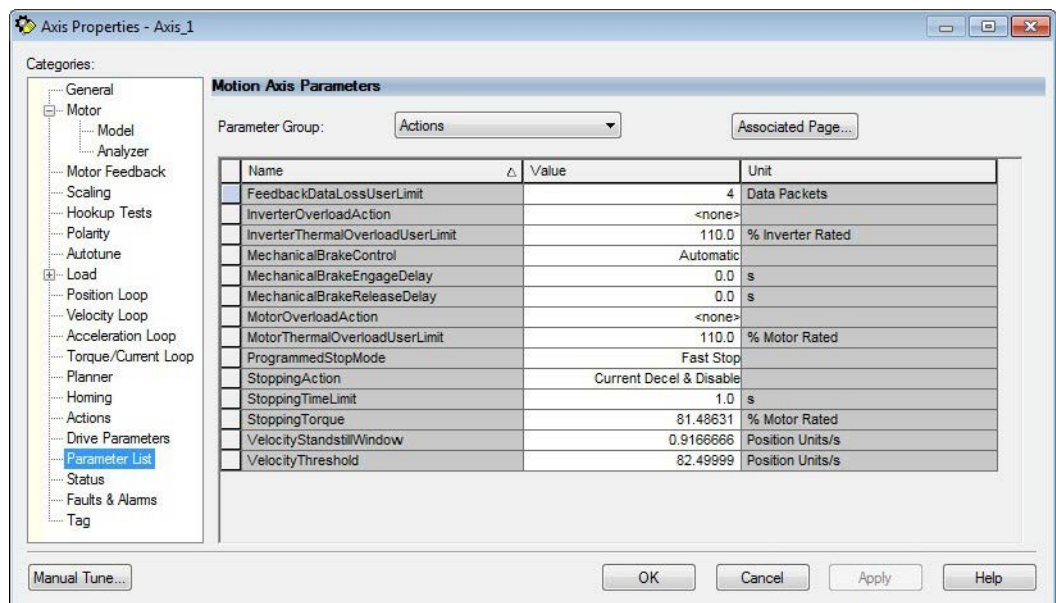 Axis Properties - Axis_1
Categories:
General
Motor
Model
Analyzer
Motor Feedback
Scaling
Hookup Tests
Polarity
Autotune
Load
Position Loop
Velocity Loop
Acceleration Loop
Torque/Current Loop
Planner
Homing
Actions
Drive Parameters
Parameter List
Status
Faults & Alarms
Tag
Motion Axis Parameters
Parameter Group: Actions Associated Page...
Name Value Unit
FeedbackDataLossUserLimit 4 Data Packets
InverterOverloadAction <none>
InverterThermalOverloadUserLimit 110.0 % Inverter Rated
MechanicalBrakeControl Automatic
MechanicalBrakeEngageDelay 0.0 s
MechanicalBrakeReleaseDelay 0.0 s
MotorOverloadAction <none>
MotorThermalOverloadUserLimit 110.0 % Motor Rated
ProgrammedStopMode Fast Stop
StoppingAction Current Decel & Disable
StoppingTimeLimit 1.0 s
StoppingTorque 81.48631 % Motor Rated
VelocityStandstillWindow 0.9166666 Position Units/s
VelocityThreshold 82.49999 Position Units/s
Manual Tune... OK Cancel Apply Help